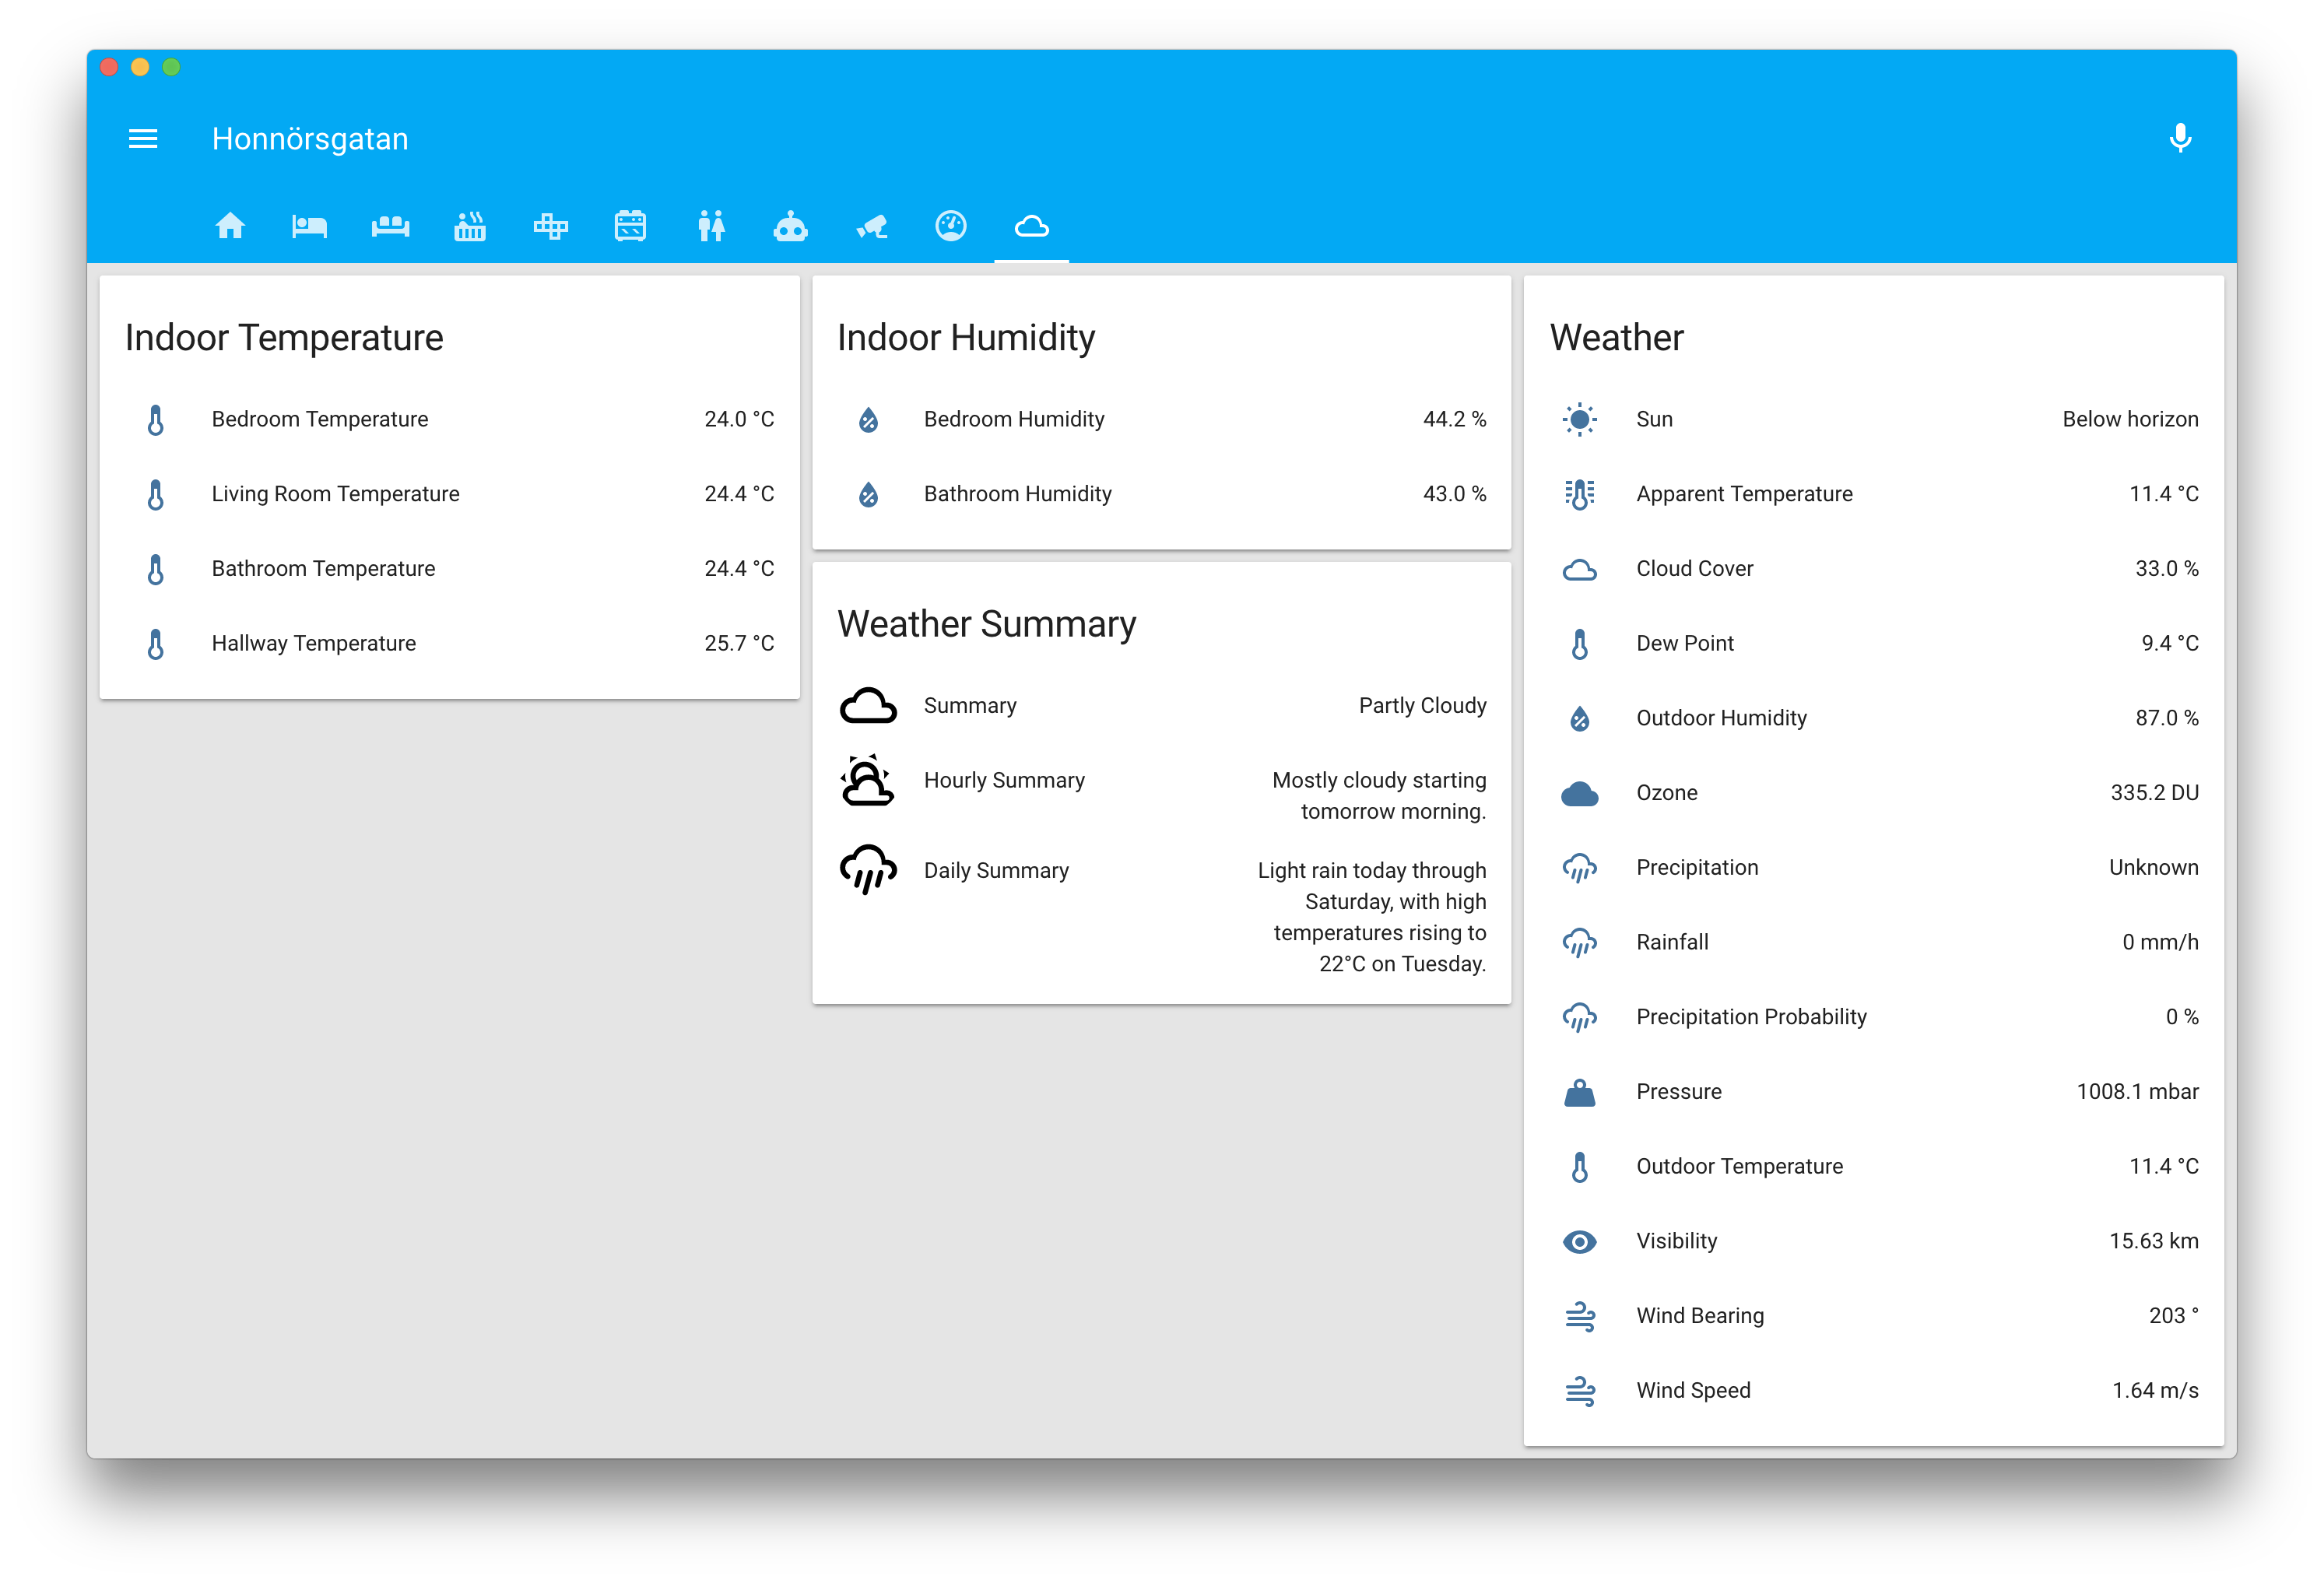 Honnörsgatan
Indoor Temperature
Bedroom Temperature 24.0 °C
Living Room Temperature 24.4 °C
Bathroom Temperature 24.4 °C
Hallway Temperature 25.7 °C
Indoor Humidity
Bedroom Humidity 44.2 %
Bathroom Humidity 43.0 %
Weather Summary
Summary Partly Cloudy
Hourly Summary Mostly cloudy starting
tomorrow morning.
Daily Summary Light rain today through
Saturday, with high
temperatures rising to
22°C on Tuesday.
Weather
Sun Below horizon
Apparent Temperature 11.4 °C
Cloud Cover 33.0 %
Dew Point 9.4 °C
Outdoor Humidity 87.0 %
Ozone 335.2 DU
Precipitation Unknown
Rainfall 0 mm/h
Precipitation Probability 0 %
Pressure 1008.1 mbar
Outdoor Temperature 11.4 °C
Visibility 15.63 km
Wind Bearing 203 °
Wind Speed 1.64 m/s